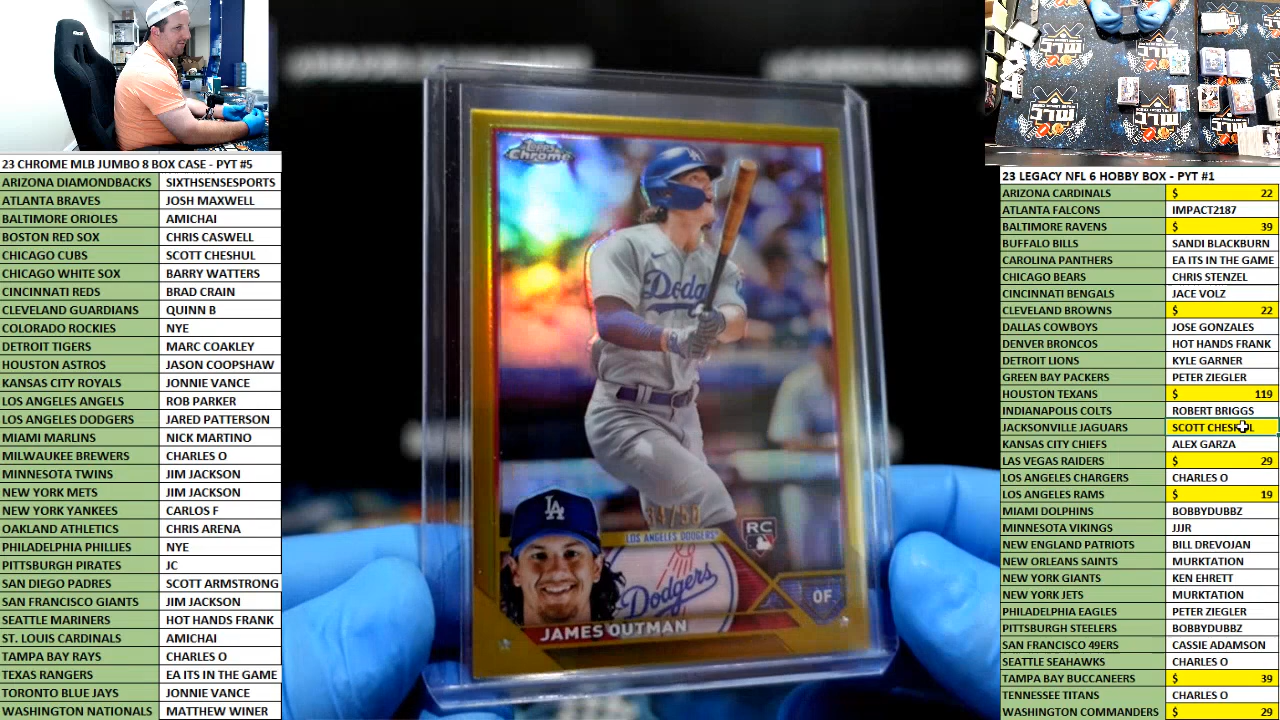 23 CHROME MLB JUMBO 8 BOX CASE - PYT #5
ARIZONA DIAMONDBACKS SIXTHSENSESPORTS
ATLANTA BRAVES JOSH MAXWELL
BALTIMORE ORIOLES AMICHAI
BOSTON RED SOX CHRIS CASWELL
CHICAGO CUBS SCOTT CHESHUL
CHICAGO WHITE SOX BARRY WATTERS
CINCINNATI REDS BRAD CRAIN
CLEVELAND GUARDIANS QUINN B
COLORADO ROCKIES NYE
DETROIT TIGERS MARC COAKLEY
HOUSTON ASTROS JASON COOPSHAW
KANSAS CITY ROYALS JONNIE VANCE
LOS ANGELES ANGELS ROB PARKER
LOS ANGELES DODGERS JARED PATTERSON
MIAMI MARLINS NICK MARTINO
MILWAUKEE BREWERS CHARLES O
MINNESOTA TWINS JIM JACKSON
NEW YORK METS JIM JACKSON
NEW YORK YANKEES CARLOS F
OAKLAND ATHLETICS CHRIS ARENA
PHILADELPHIA PHILLIES NYE
PITTSBURGH PIRATES JC
SAN DIEGO PADRES SCOTT ARMSTRONG
SAN FRANCISCO GIANTS JIM JACKSON
SEATTLE MARINERS HOT HANDS FRANK
ST. LOUIS CARDINALS AMICHAI
TAMPA BAY RAYS CHARLES O
TEXAS RANGERS EA ITS IN THE GAME
TORONTO BLUE JAYS JONNIE VANCE
WASHINGTON NATIONALS MATTHEW WINER
Topps
Chrome
LA
Dodg
LOS ANGELES DODGERS
RC
LA
Dodgers
OF
JAMES OUTMAN
MLC
23 LEGACY NFL 6 HOBBY BOX - PYT #1
ARIZONA CARDINALS $ 22
ATLANTA FALCONS IMPACT2187
BALTIMORE RAVENS $ 39
BUFFALO BILLS SANDI BLACKBURN
CAROLINA PANTHERS EA ITS IN THE GAME
CHICAGO BEARS CHRIS STENZEL
CINCINNATI BENGALS JACE VOLZ
CLEVELAND BROWNS $ 22
DALLAS COWBOYS JOSE GONZALES
DENVER BRONCOS HOT HANDS FRANK
DETROIT LIONS KYLE GARNER
GREEN BAY PACKERS PETER ZIEGLER
HOUSTON TEXANS $ 119
INDIANAPOLIS COLTS ROBERT BRIGGS
JACKSONVILLE JAGUARS SCOTT CHESHUL
KANSAS CITY CHIEFS ALEX GARZA
LAS VEGAS RAIDERS $ 29
LOS ANGELES CHARGERS CHARLES O
LOS ANGELES RAMS $ 19
MIAMI DOLPHINS BOBBYDUBBZ
MINNESOTA VIKINGS JJJR
NEW ENGLAND PATRIOTS BILL DREVOJAN
NEW ORLEANS SAINTS MURKTATION
NEW YORK GIANTS KEN EHRETT
NEW YORK JETS MURKTATION
PHILADELPHIA EAGLES PETER ZIEGLER
PITTSBURGH STEELERS BOBBYDUBBZ
SAN FRANCISCO 49ERS CASSIE ADAMSON
SEATTLE SEAHAWKS CHARLES O
TAMPA BAY BUCCANEERS $ 39
TENNESSEE TITANS CHARLES O
WASHINGTON COMMANDERS $ 29